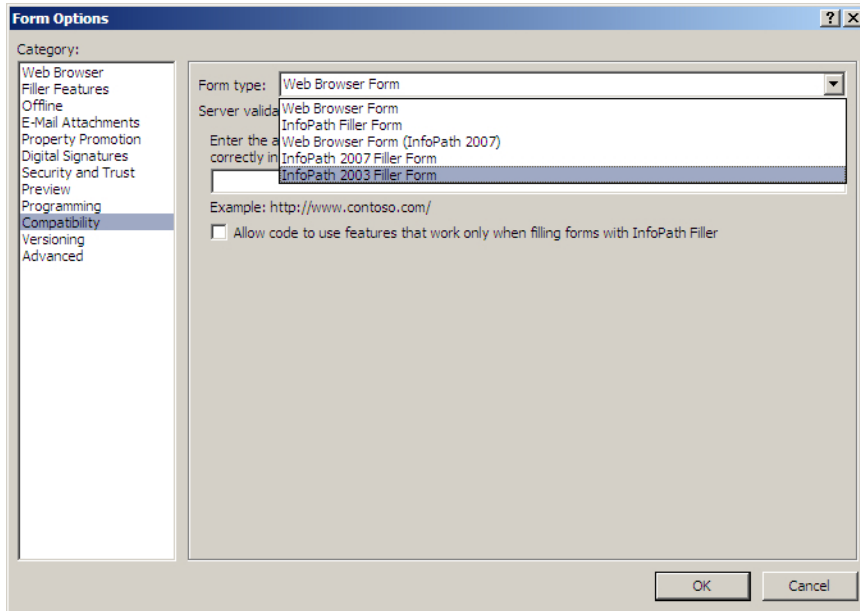 Form Options
Category:
Web Browser
Filler Features
Offline
E-Mail Attachments
Property Promotion
Digital Signatures
Security and Trust
Preview
Programming
Compatibility
Versioning
Advanced
Form type: Web Browser Form
Server valida
Web Browser Form
InfoPath Filler Form
Enter the a
Web Browser Form (InfoPath 2007)
correctly in
InfoPath 2007 Filler Form
InfoPath 2003 Filler Form
Example: http://www.contoso.com/
Allow code to use features that work only when filling forms with InfoPath Filler
OK Cancel